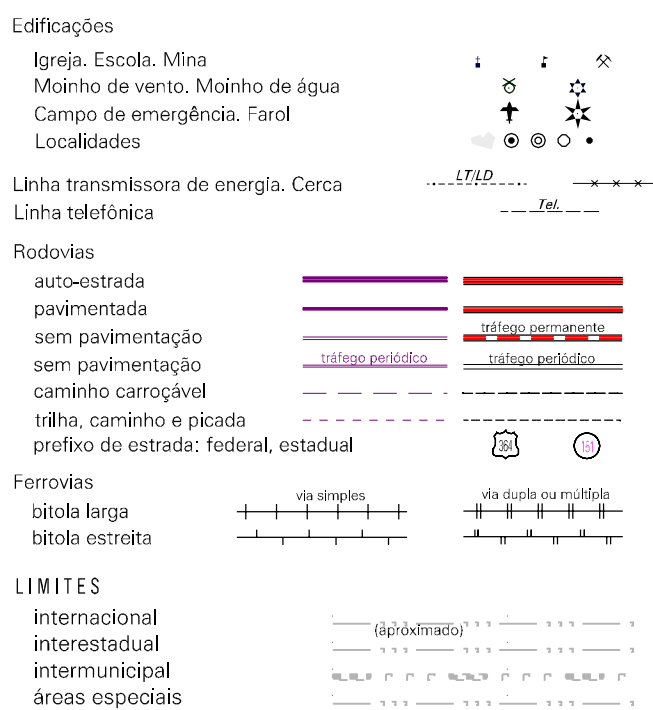 Edificações
Igreja. Escola. Mina
Moinho de vento. Moinho de água
Campo de emergência. Farol
Localidades
Linha transmissora de energia. Cerca LT/LD
Linha telefônica Tel.
Rodovias
auto-estrada
pavimentada
sem pavimentação tráfego permanente
sem pavimentação tráfego periódico tráfego periódico
caminho carroçável
trilha, caminho e picada
prefixo de estrada: federal, estadual 364 151
Ferrovias
via simples via dupla ou múltipla
bitola larga
bitola estreita
LIMITES
internacional
(aproximado)
interestadual
intermunicipal
áreas especiais